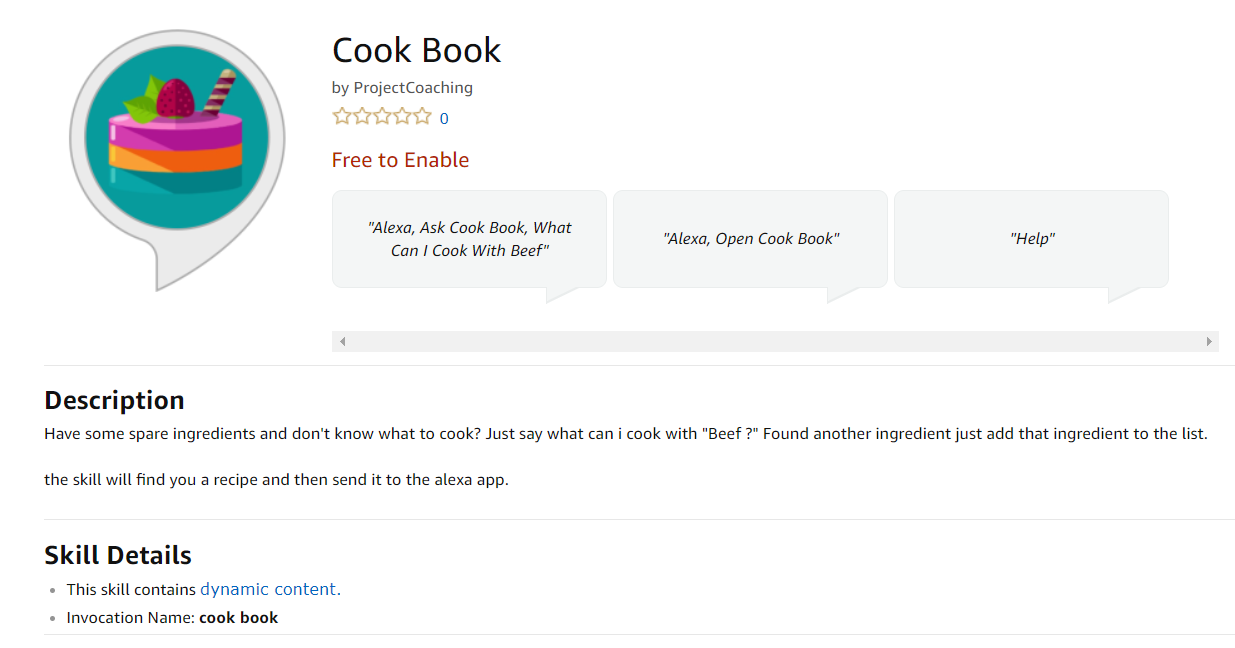 Cook Book
by ProjectCoaching
0
Free to Enable
"Alexa, Ask Cook Book, What
Can I Cook With Beef"
"Alexa, Open Cook Book"
"Help"
Description
Have some spare ingredients and don't know what to cook? Just say what can i cook with "Beef ?" Found another ingredient just add that ingredient to the list.
the skill will find you a recipe and then send it to the alexa app.
Skill Details
This skill contains dynamic content.
Invocation Name: cook book